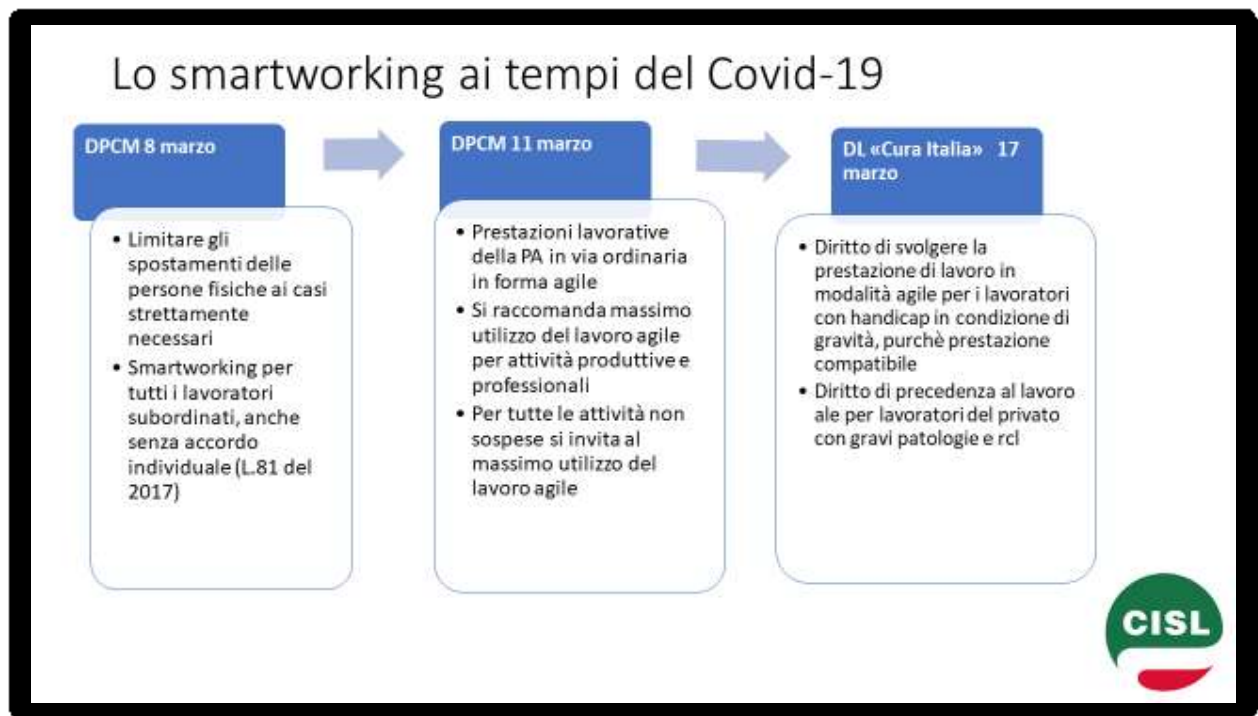 Lo smartworking ai tempi del Covid-19
DPCM 8 marzo
• Limitare gli
spostamenti delle
persone fisiche ai casi
strettamente
necessari
• Smartworking per
tutti i lavoratori
subordinati, anche
senza accordo
individuale (L.81 del
2017)
DPCM 11 marzo
• Prestazioni lavorative
della PA in via ordinaria
in forma agile
• Si raccomanda massimo
utilizzo del lavoro agile
per attività produttive e
professionali
• Per tutte le attività non
sospese si invita al
massimo utilizzo del
lavoro agile
DL «Cura Italia» 17
marzo
• Diritto di svolgere la
prestazione di lavoro in
modalità agile per i lavoratori
con handicap in condizione di
gravità, purchè prestazione
compatibile
• Diritto di precedenza al lavoro
ale per lavoratori del privato
con gravi patologie e rcl
CISL